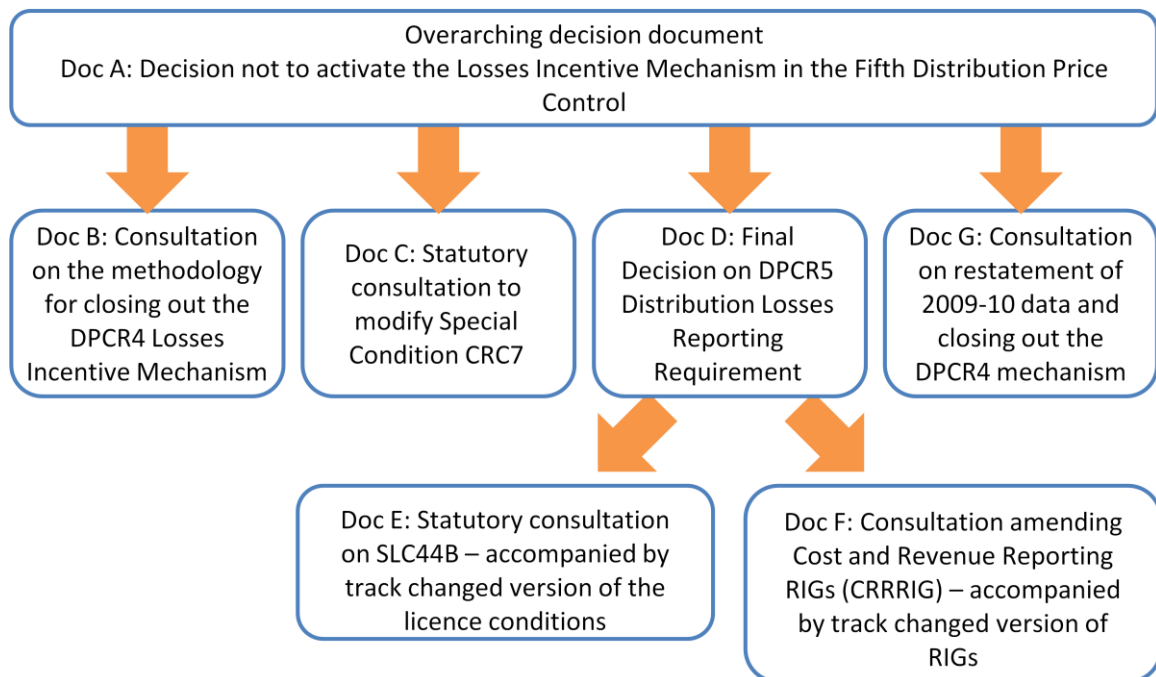 Overarching decision document
Doc A: Decision not to activate the Losses Incentive Mechanism in the Fifth Distribution Price
Control
Doc B: Consultation
on the methodology
for closing out the
DPCR4 Losses
Incentive Mechanism
Doc C: Statutory
consultation to
modify Special
Condition CRC7
Doc D: Final
Decision on DPCR5
Distribution Losses
Reporting
Requirement
Doc G: Consultation
on restatement of
2009-10 data and
closing out the
DPCR4 mechanism
Doc E: Statutory consultation
on SLC44B – accompanied by
track changed version of the
licence conditions
Doc F: Consultation amending
Cost and Revenue Reporting
RIGs (CRRRIG) – accompanied
by track changed version of
RIGs